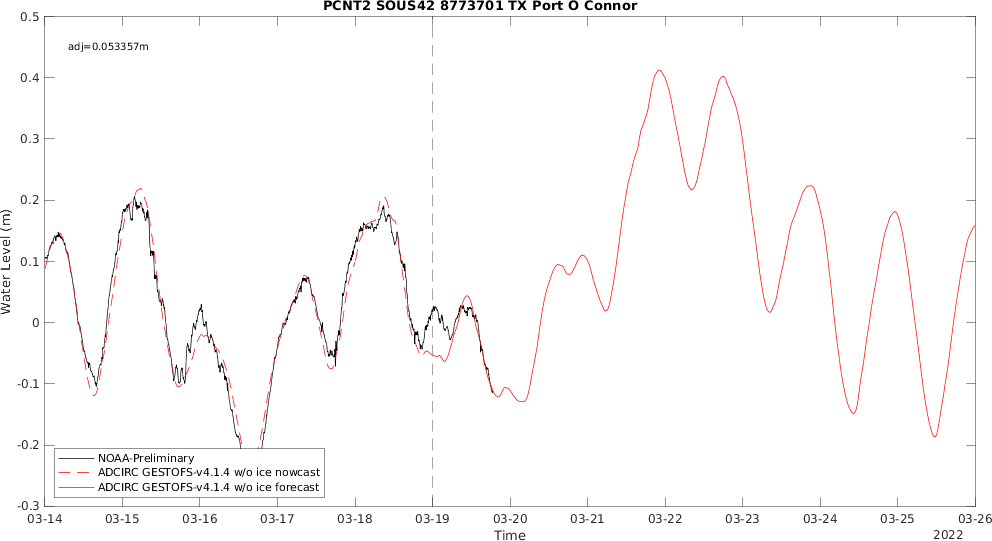 PCNT2 SOUS42 8773701 TX Port O Connor
adj=0.053357m
Water Level (m)
0.5
0.4
0.3
0.2
0.1
0
-0.1
-0.2
-0.3
NOAA-Preliminary
ADCIRC GESTOFS-v4.1.4 w/o ice nowcast
ADCIRC GESTOFS-v4.1.4 w/o ice forecast
03-14 03-15 03-16 03-17 03-18 03-19 03-20 03-21 03-22 03-23 03-24 03-25 03-26
Time
2022